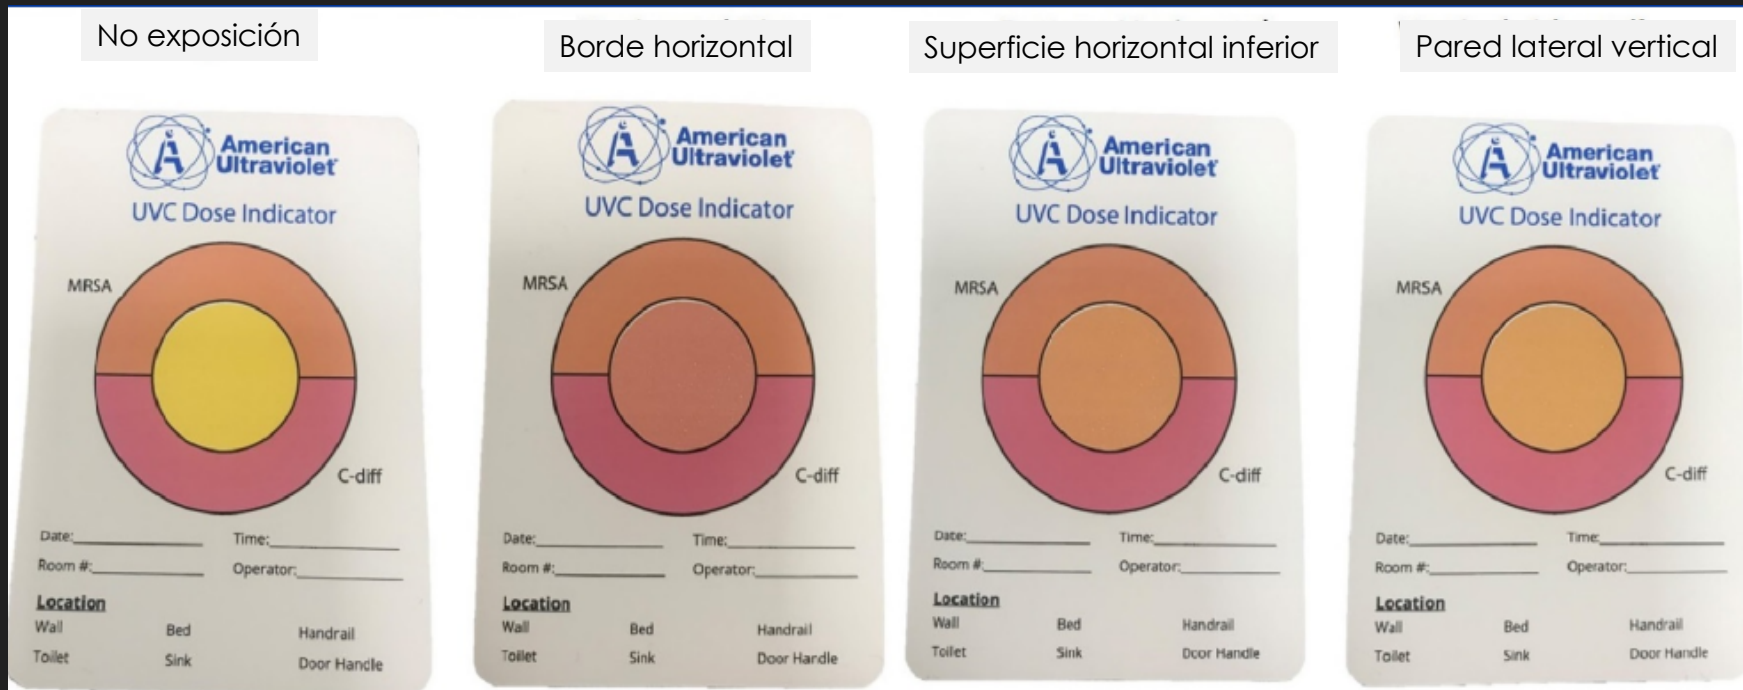 No exposición
Borde horizontal
Superficie horizontal inferior
Pared lateral vertical
American
Ultraviolet
UVC Dose Indicator
MRSA
C-diff
Date:
Time:
Room #:
Operator:
Location
Wall
Bed
Handrail
Toilet
Sink
Door Handle
American
Ultraviolet
UVC Dose Indicator
MRSA
C-diff
Date:
Time:
Room #:
Operator:
Location
Wall
Bed
Handrail
Toilet
Sink
Door Handle
American
Ultraviolet
UVC Dose Indicator
MRSA
C-diff
Date:
Time:
Room #:
Operator:
Location
Wall
Bed
Handrail
Toilet
Sink
Door Handle
American
Ultraviolet
UVC Dose Indicator
MRSA
C-diff
Date:
Time:
Room #:
Operator:
Location
Wall
Bed
Handrail
Toilet
Sink
Door Handle